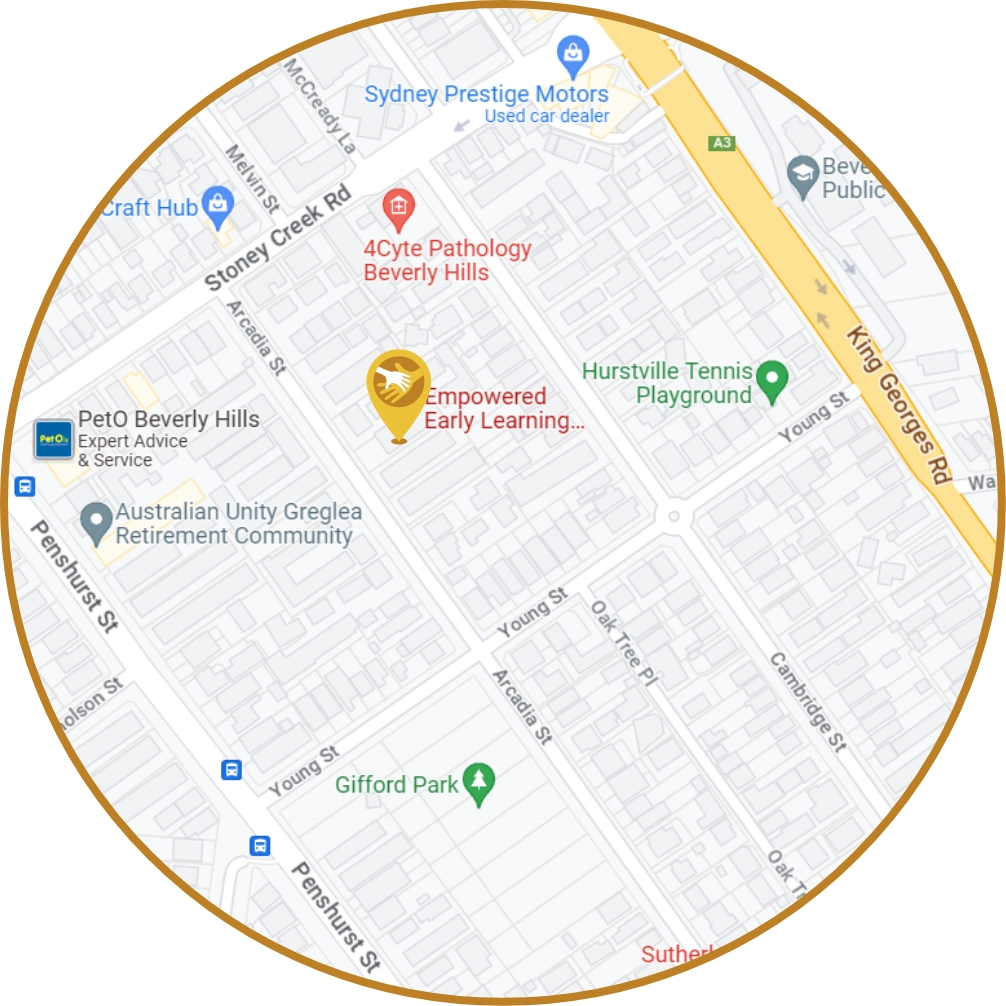 McCready La
Sydney Prestige Motors
Used car dealer
A3
Melvin St
Beve
Public
Craft Hub
Stoney Creek Rd
4Cyte Pathology
Beverly Hills
Arcadia St
King Georges Rd
Hurstville Tennis
Playground
Empowered
Early Learning...
Young St
PetO Beverly Hills
Expert Advice
& Service
PetO
Wa
Australian Unity Greglea
Retirement Community
Penshurst St
Young St
Oak Tree Pl
Arcadia St
Cambridge St
olson St
Young St
Gifford Park
Penshurst St
Oak Tr
Suther